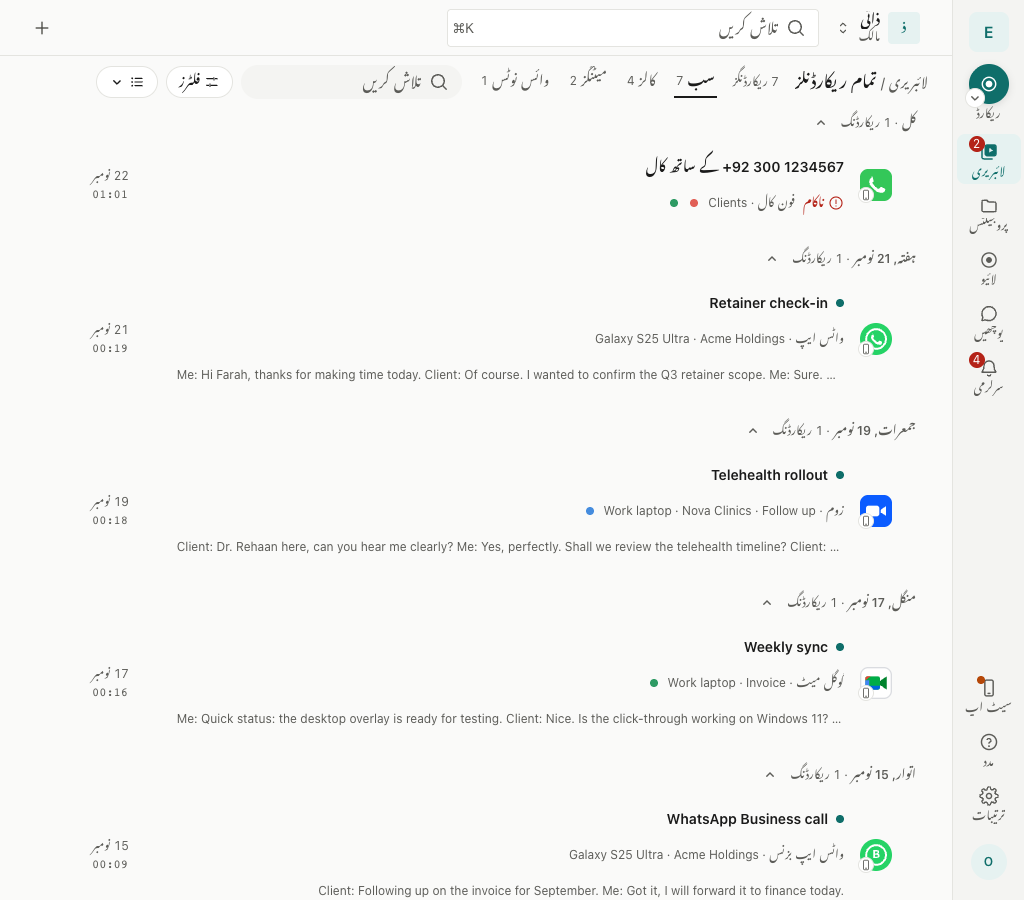 E
ریکارڈ
2
لائبریری
پروجیکٹس
لائیو
پوچھیں
4
سرگرمی
سیٹ اپ
مدد
ترتیبات
O
ذ
ذاتی
مالک
تلاش کریں
⌘K
لائبریری / تمام ریکارڈنگز
7 ریکارڈنگز
سب 7
کالز 4
میٹنگز 2
وائس نوٹس 1
تلاش کریں
فلٹرز
کل · 1 ریکارڈنگ
+92 300 1234567 کے ساتھ کال
ناکام فون کال · Clients
22 نومبر
01:01
ہفتہ, 21 نومبر · 1 ریکارڈنگ
Retainer check-in
واٹس ایپ · Galaxy S25 Ultra · Acme Holdings
Me: Hi Farah, thanks for making time today. Client: Of course. I wanted to confirm the Q3 retainer scope. Me: Sure. ...
21 نومبر
00:19
جمعرات, 19 نومبر · 1 ریکارڈنگ
Telehealth rollout
زوم · Work laptop · Nova Clinics · Follow up
Client: Dr. Rehaan here, can you hear me clearly? Me: Yes, perfectly. Shall we review the telehealth timeline? Client: ...
19 نومبر
00:18
منگل, 17 نومبر · 1 ریکارڈنگ
Weekly sync
گوگل میٹ · Work laptop · Invoice
Me: Quick status: the desktop overlay is ready for testing. Client: Nice. Is the click-through working on Windows 11? ...
17 نومبر
00:16
اتوار, 15 نومبر · 1 ریکارڈنگ
WhatsApp Business call
B
واٹس ایپ بزنس · Galaxy S25 Ultra · Acme Holdings
Client: Following up on the invoice for September. Me: Got it, I will forward it to finance today.
15 نومبر
00:09